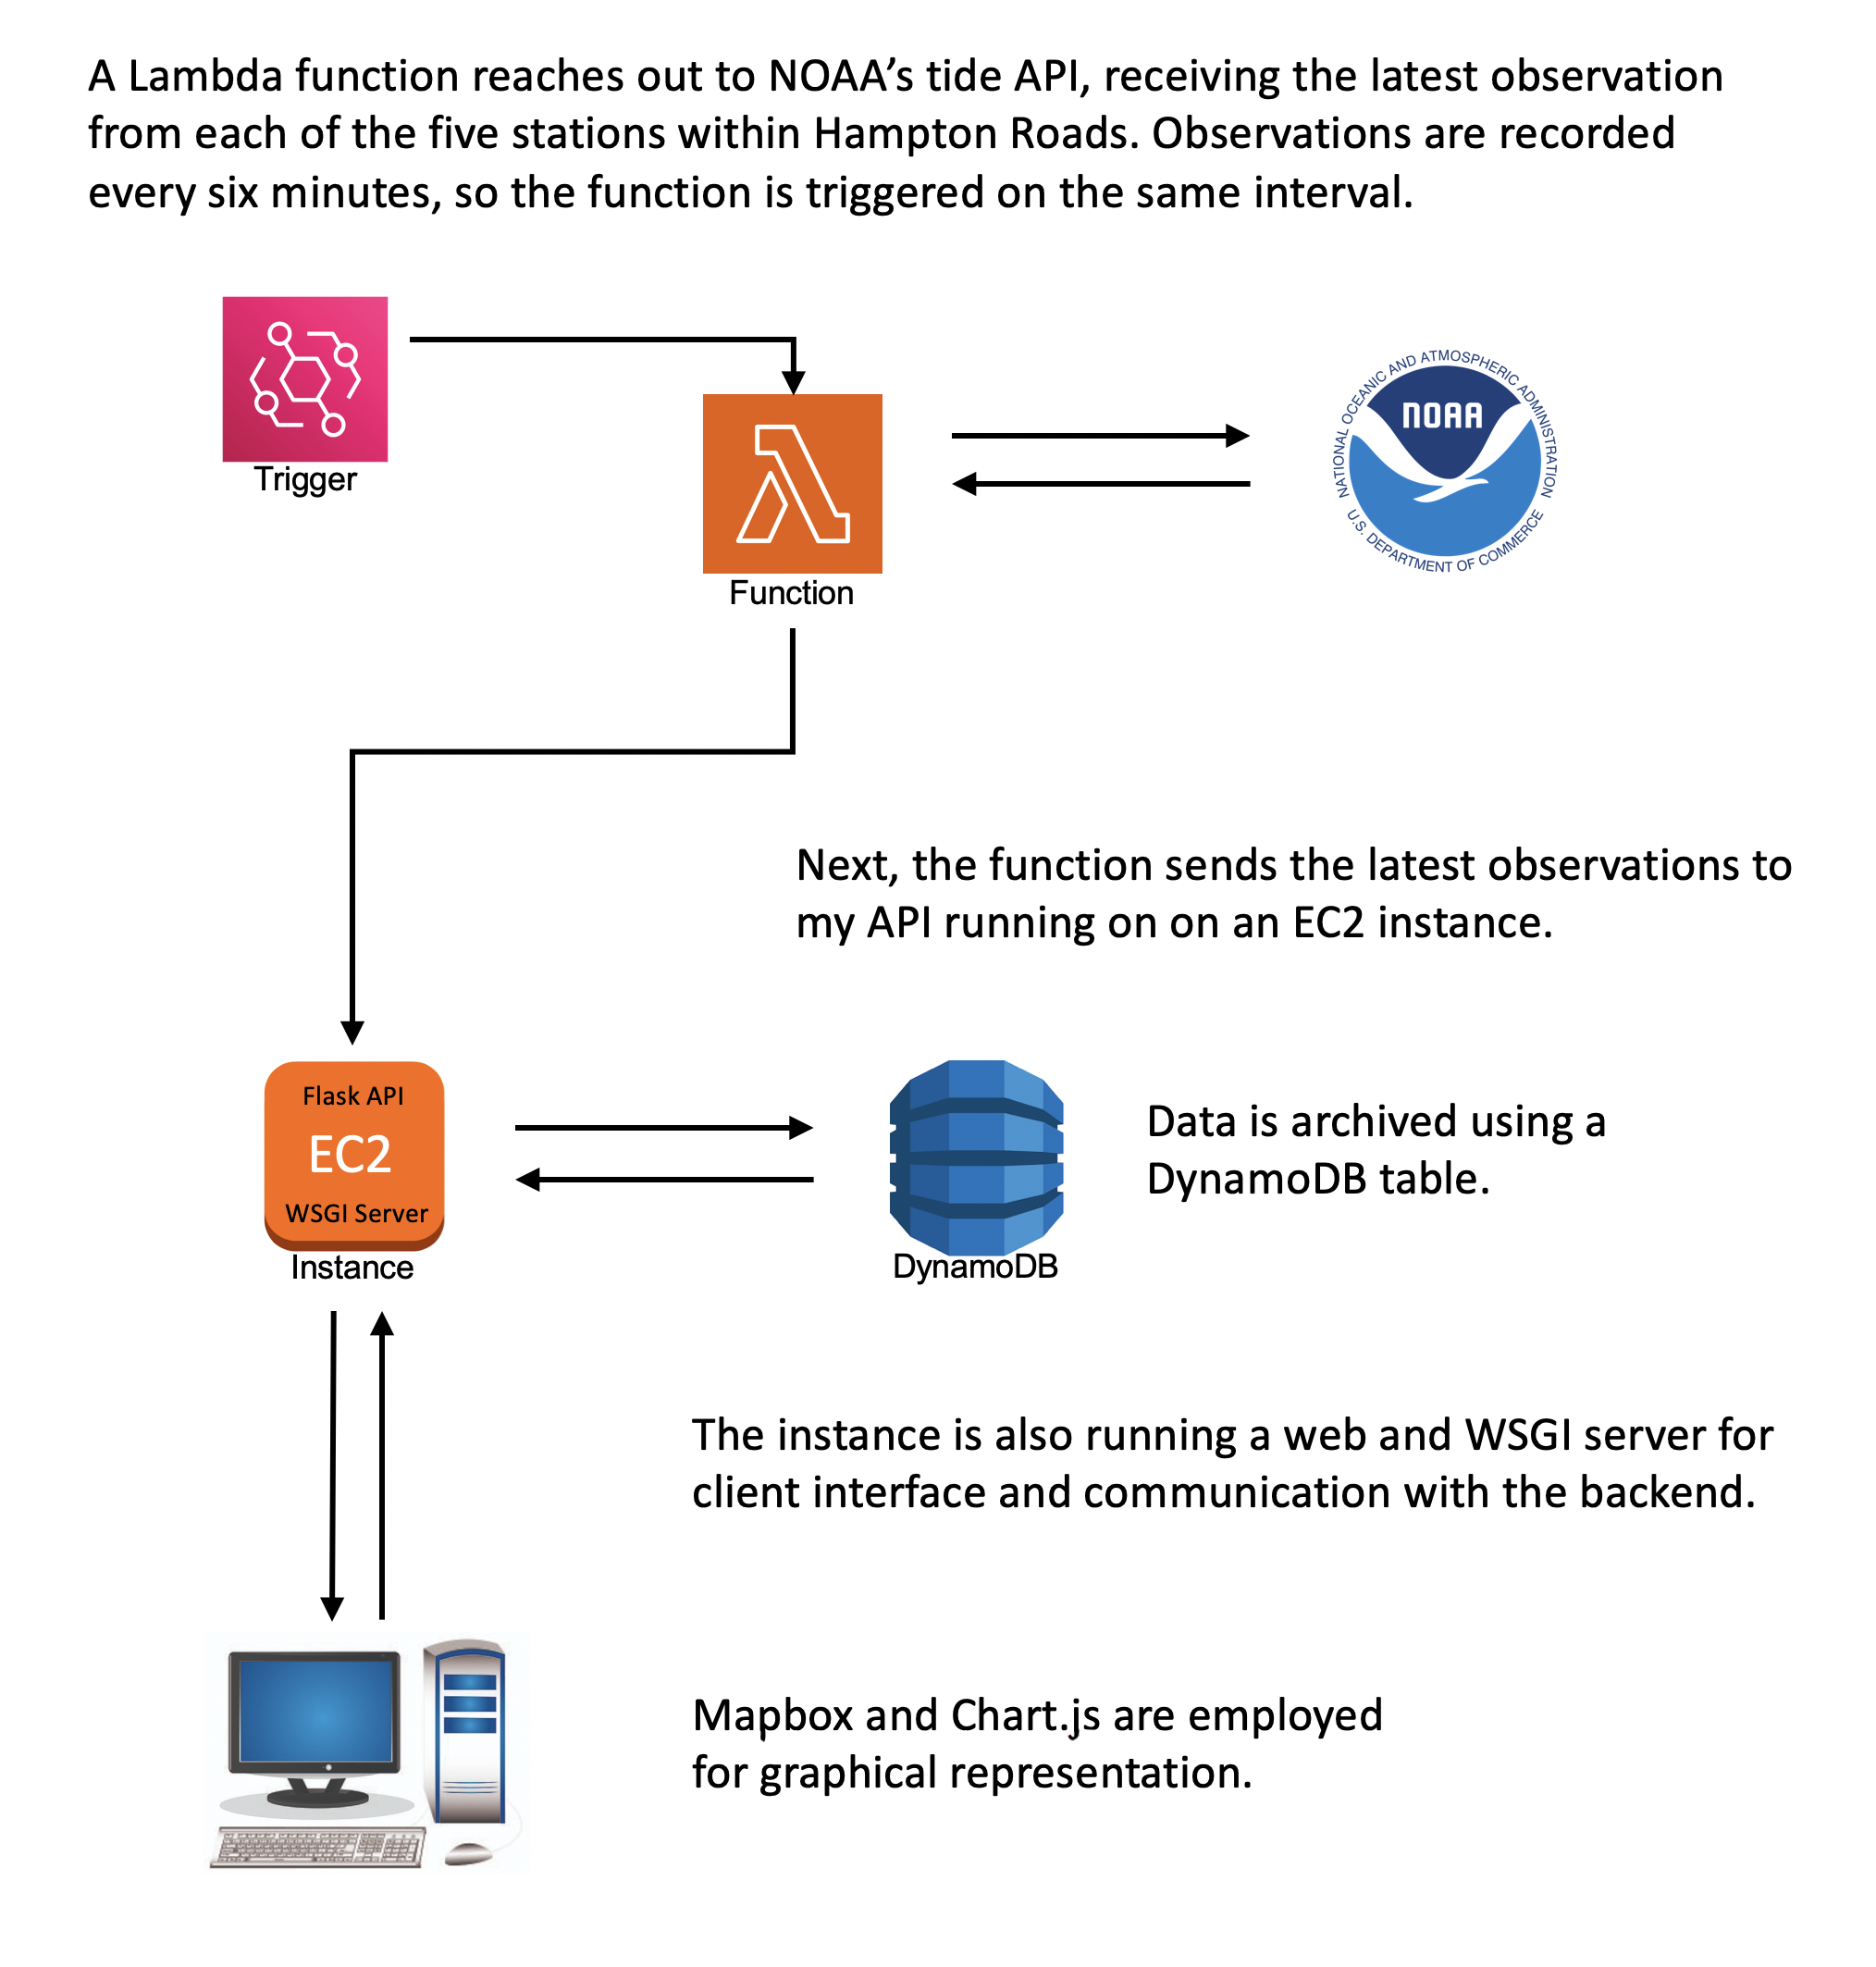 A Lambda function reaches out to NOAA’s tide API, receiving the latest observation
from each of the five stations within Hampton Roads. Observations are recorded
every six minutes, so the function is triggered on the same interval.
Trigger
Function
NATIONAL OCEANIC AND ATMOSPHERIC ADMINISTRATION
NOAA
U.S. DEPARTMENT OF COMMERCE
Next, the function sends the latest observations to
my API running on on an EC2 instance.
Flask API
EC2
WSGI Server
Instance
DynamoDB
Data is archived using a
DynamoDB table.
The instance is also running a web and WSGI server for
client interface and communication with the backend.
Mapbox and Chart.js are employed
for graphical representation.